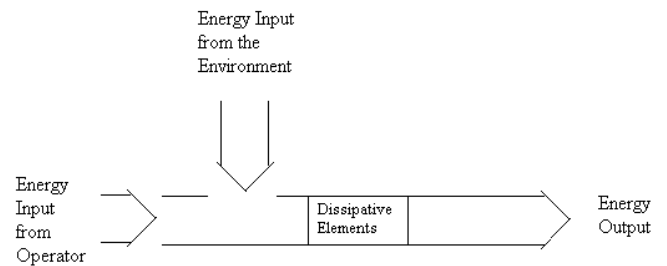 Energy Input
from the
Environment
Energy
Input
from
Operator
Dissipative
Elements
Energy
Output